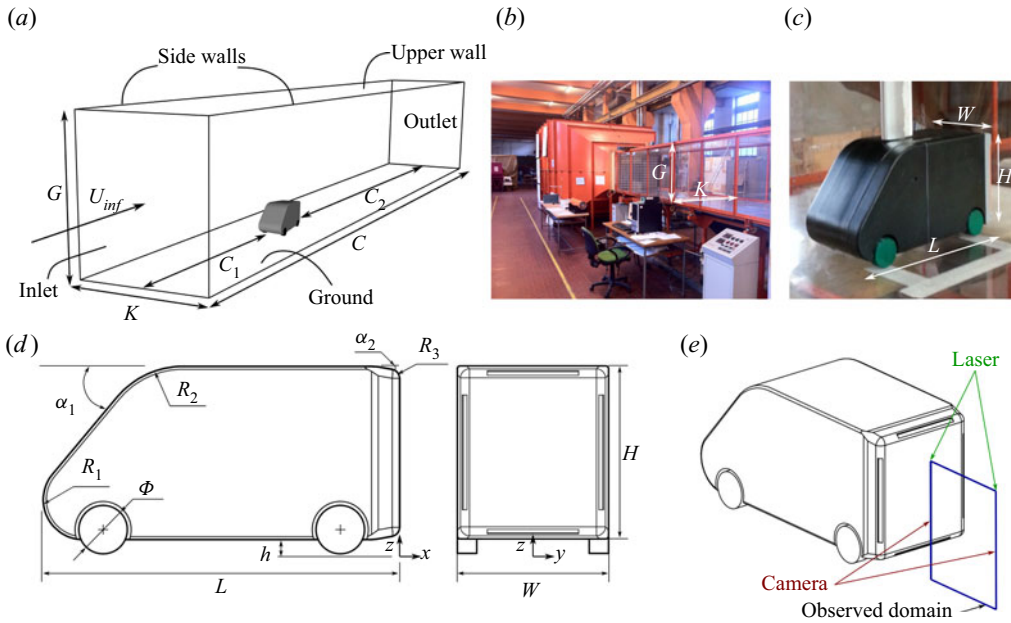 (a)
Side walls
Upper wall
Outlet
G
U_inf
C_2
C
C_1
Inlet
Ground
K
(b)
G
K
(c)
W
H
L
(d)
α_2
R_3
α_1
R_2
R_1
Φ
h
z
x
L
H
z
y
W
(e)
Laser
Camera
Observed domain